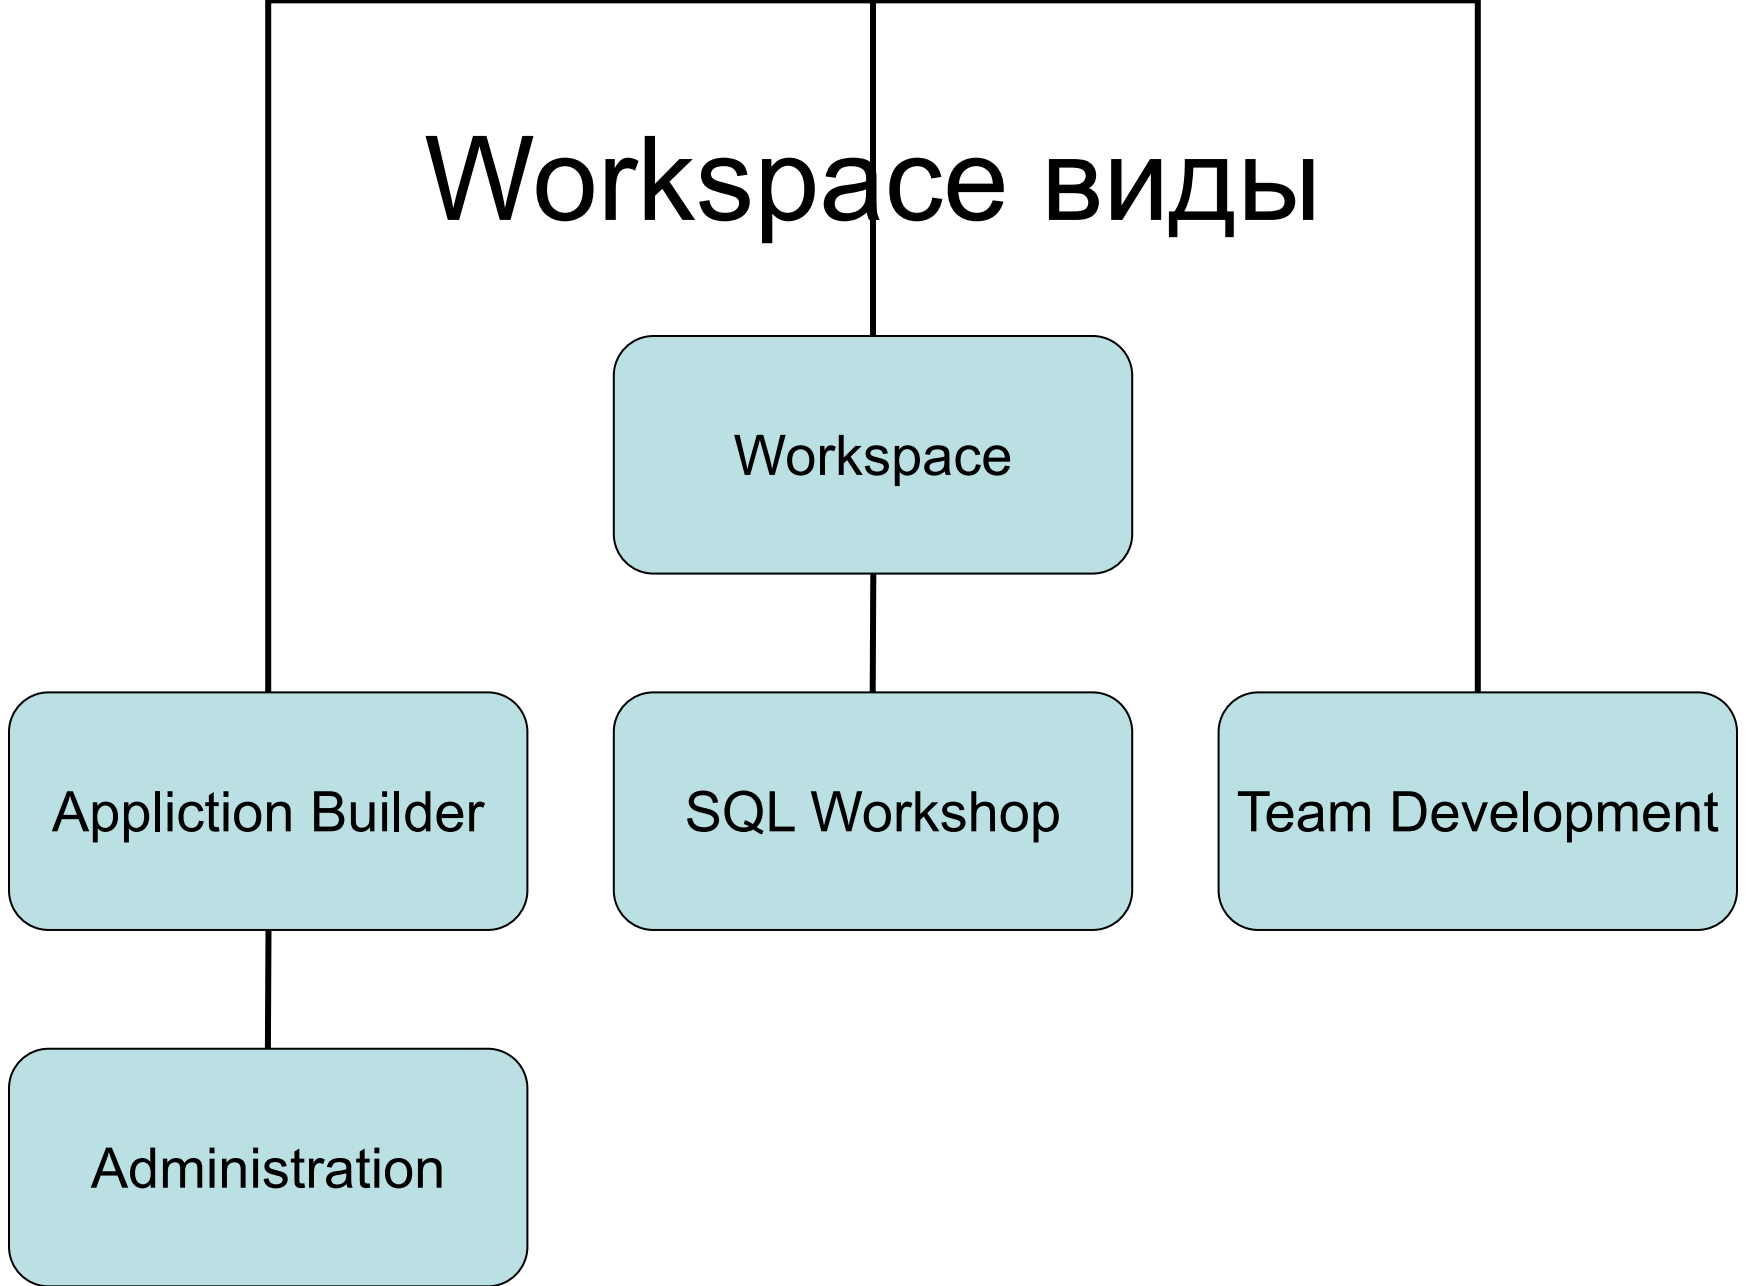 Workspace виды
Workspace
Appliction Builder
SQL Workshop
Team Development
Administration